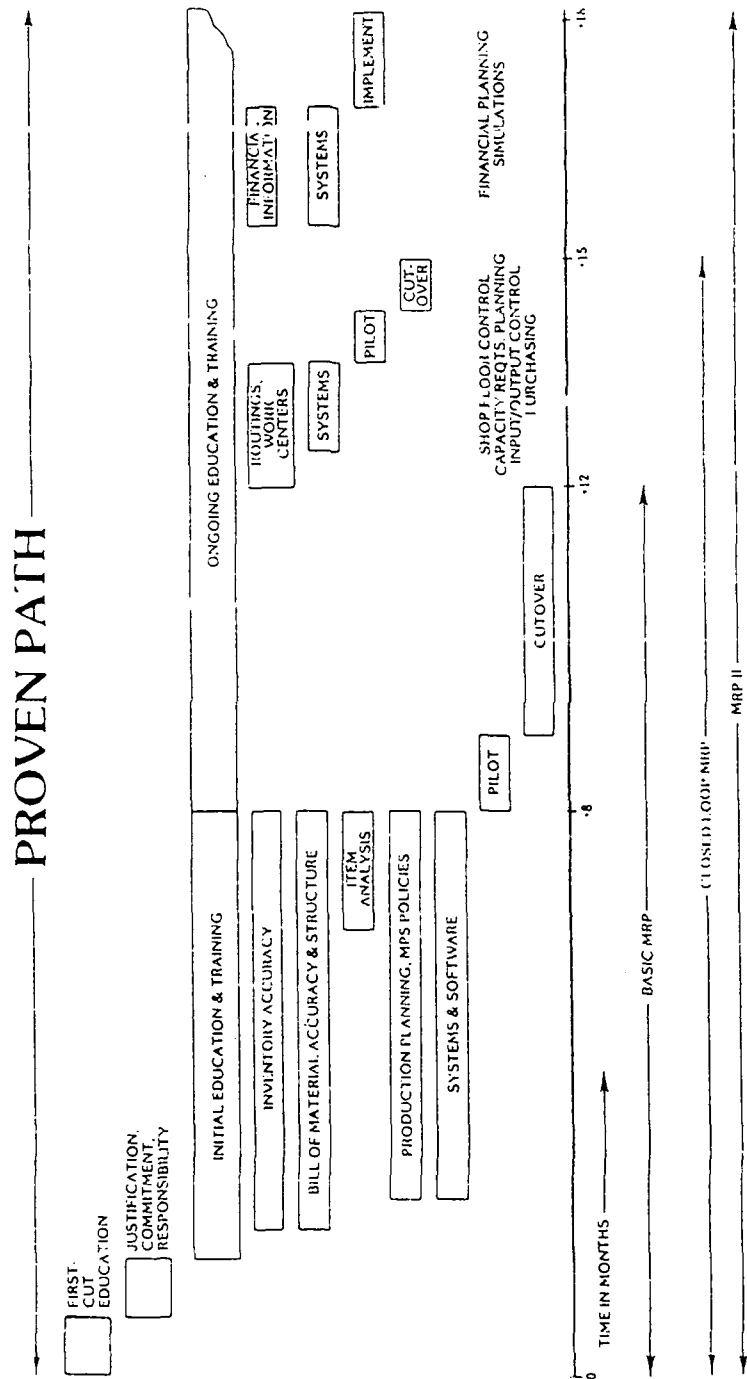 PROVEN PATH
FIRST-
CUT
EDUCATION
JUSTIFICATION,
COMMITMENT,
RESPONSIBILITY
INITIAL EDUCATION & TRAINING
ONGOING EDUCATION & TRAINING
INVENTORY ACCURACY
BILL OF MATERIAL ACCURACY & STRUCTURE
ITEM
ANALYSIS
PRODUCTION PLANNING, MPS POLICIES
SYSTEMS & SOFTWARE
PILOT
CUTOVER
ROUTINGS,
WORK
CENTERS
SYSTEMS
PILOT
CUT-
OVER
SHOP FLOOR CONTROL
CAPACITY REQTS. PLANNING
INPUT/OUTPUT CONTROL
PURCHASING
FINANCIAL
INFORMATION
SYSTEMS
IMPLEMENT
FINANCIAL PLANNING
SIMULATIONS
0
+8
+12
+15
+18
TIME IN MONTHS
BASIC MRP
CLOSED LOOP MRP
MRP II